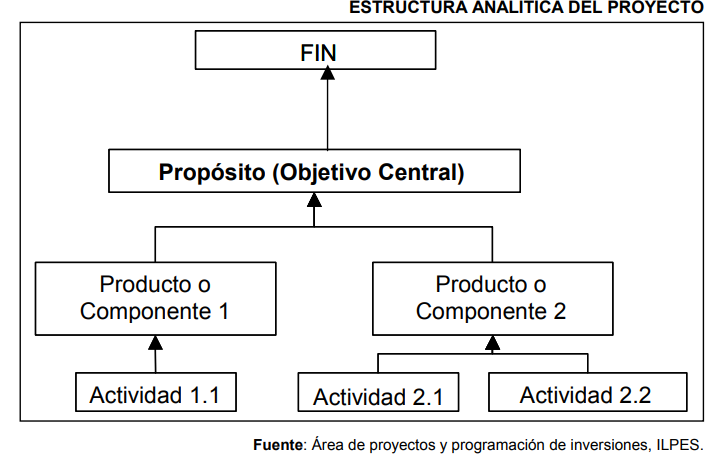 ESTRUCTURA ANALITICA DEL PROYECTO
FIN
Propósito (Objetivo Central)
Producto o
Componente 1
Producto o
Componente 2
Actividad 1.1
Actividad 2.1
Actividad 2.2
Fuente: Área de proyectos y programación de inversiones, ILPES.